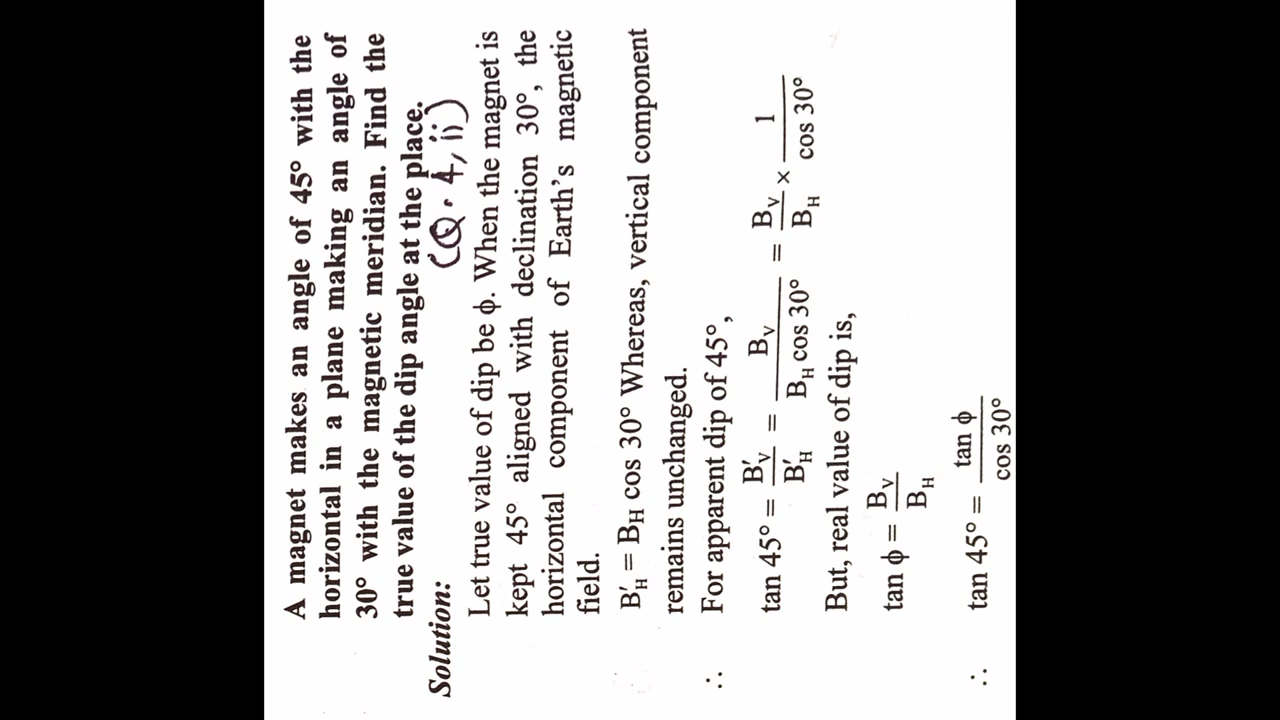 A magnet makes an angle of 45° with the
horizontal in a plane making an angle of
30° with the magnetic meridian. Find the
true value of the dip angle at the place.
(Q. 4, ii)
Solution:
Let true value of dip be ϕ. When the magnet is
kept 45° aligned with declination 30°, the
horizontal component of Earth's magnetic
field.
B′H = BH cos 30° Whereas, vertical component
remains unchanged.
∴ For apparent dip of 45°,
tan 45° = B′V / B′H = BV / BH cos 30° = BV / BH × 1 / cos 30°
But, real value of dip is,
tan ϕ = BV / BH
∴ tan 45° = tan ϕ / cos 30°